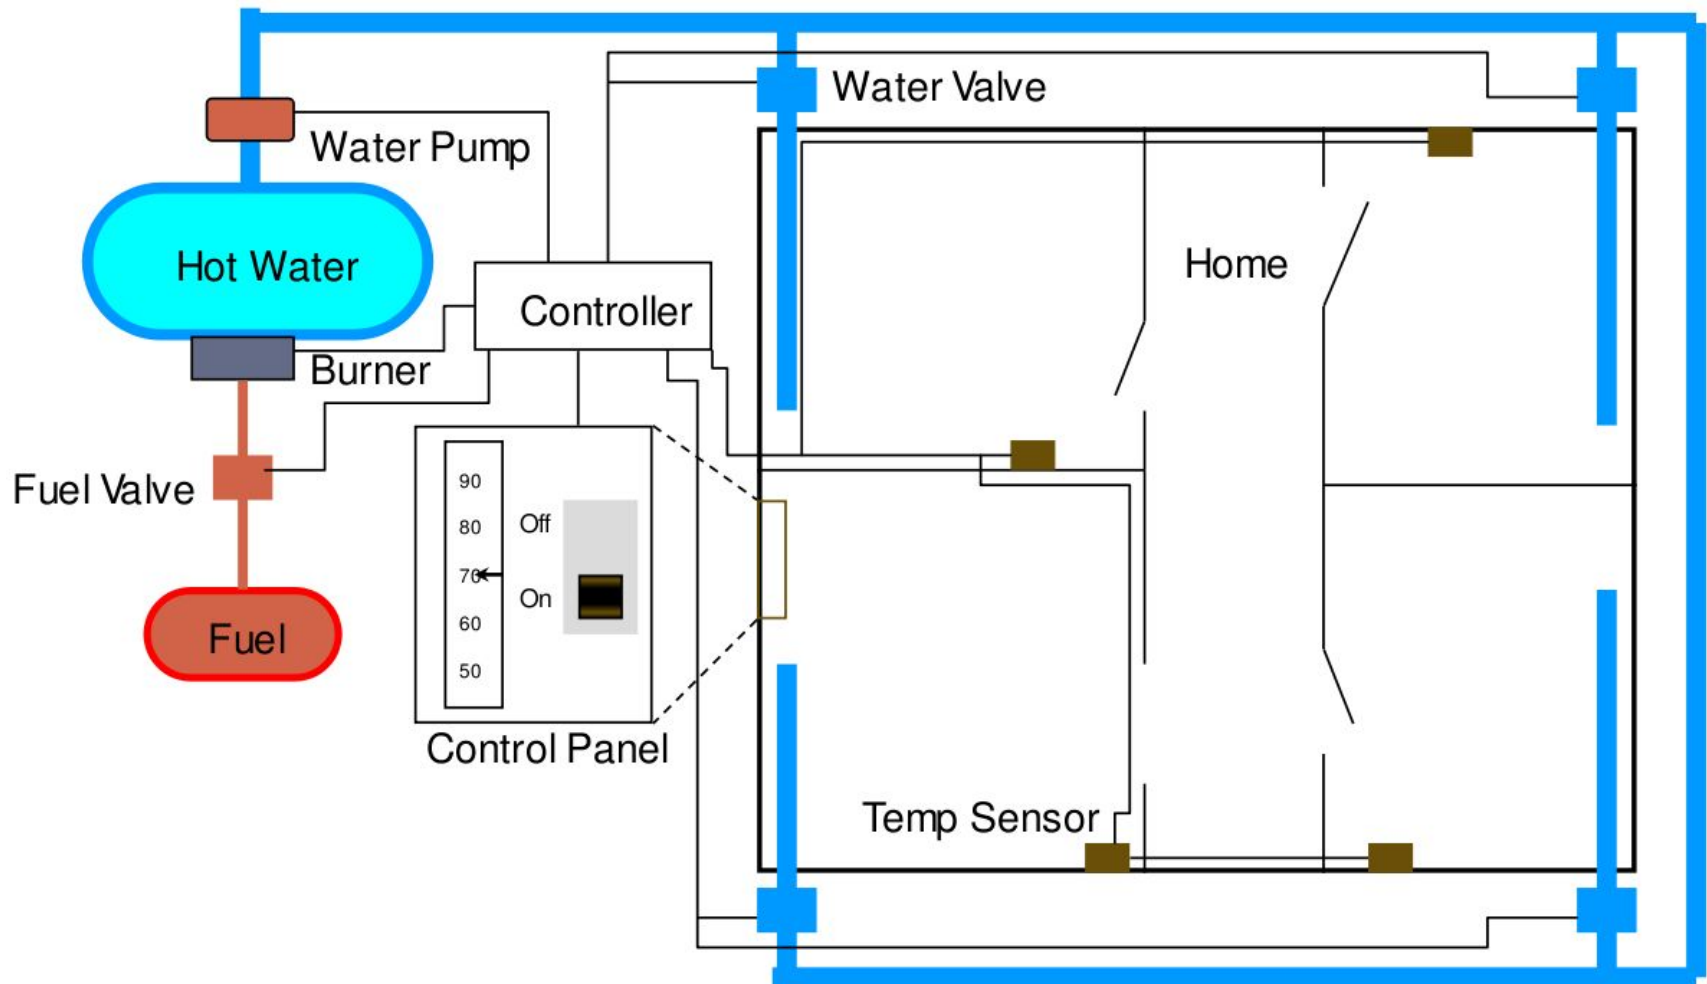 Water Valve
Water Pump
Hot Water
Home
Controller
Burner
Fuel Valve
90
80
70
60
50
Off
On
Fuel
Control Panel
Temp Sensor